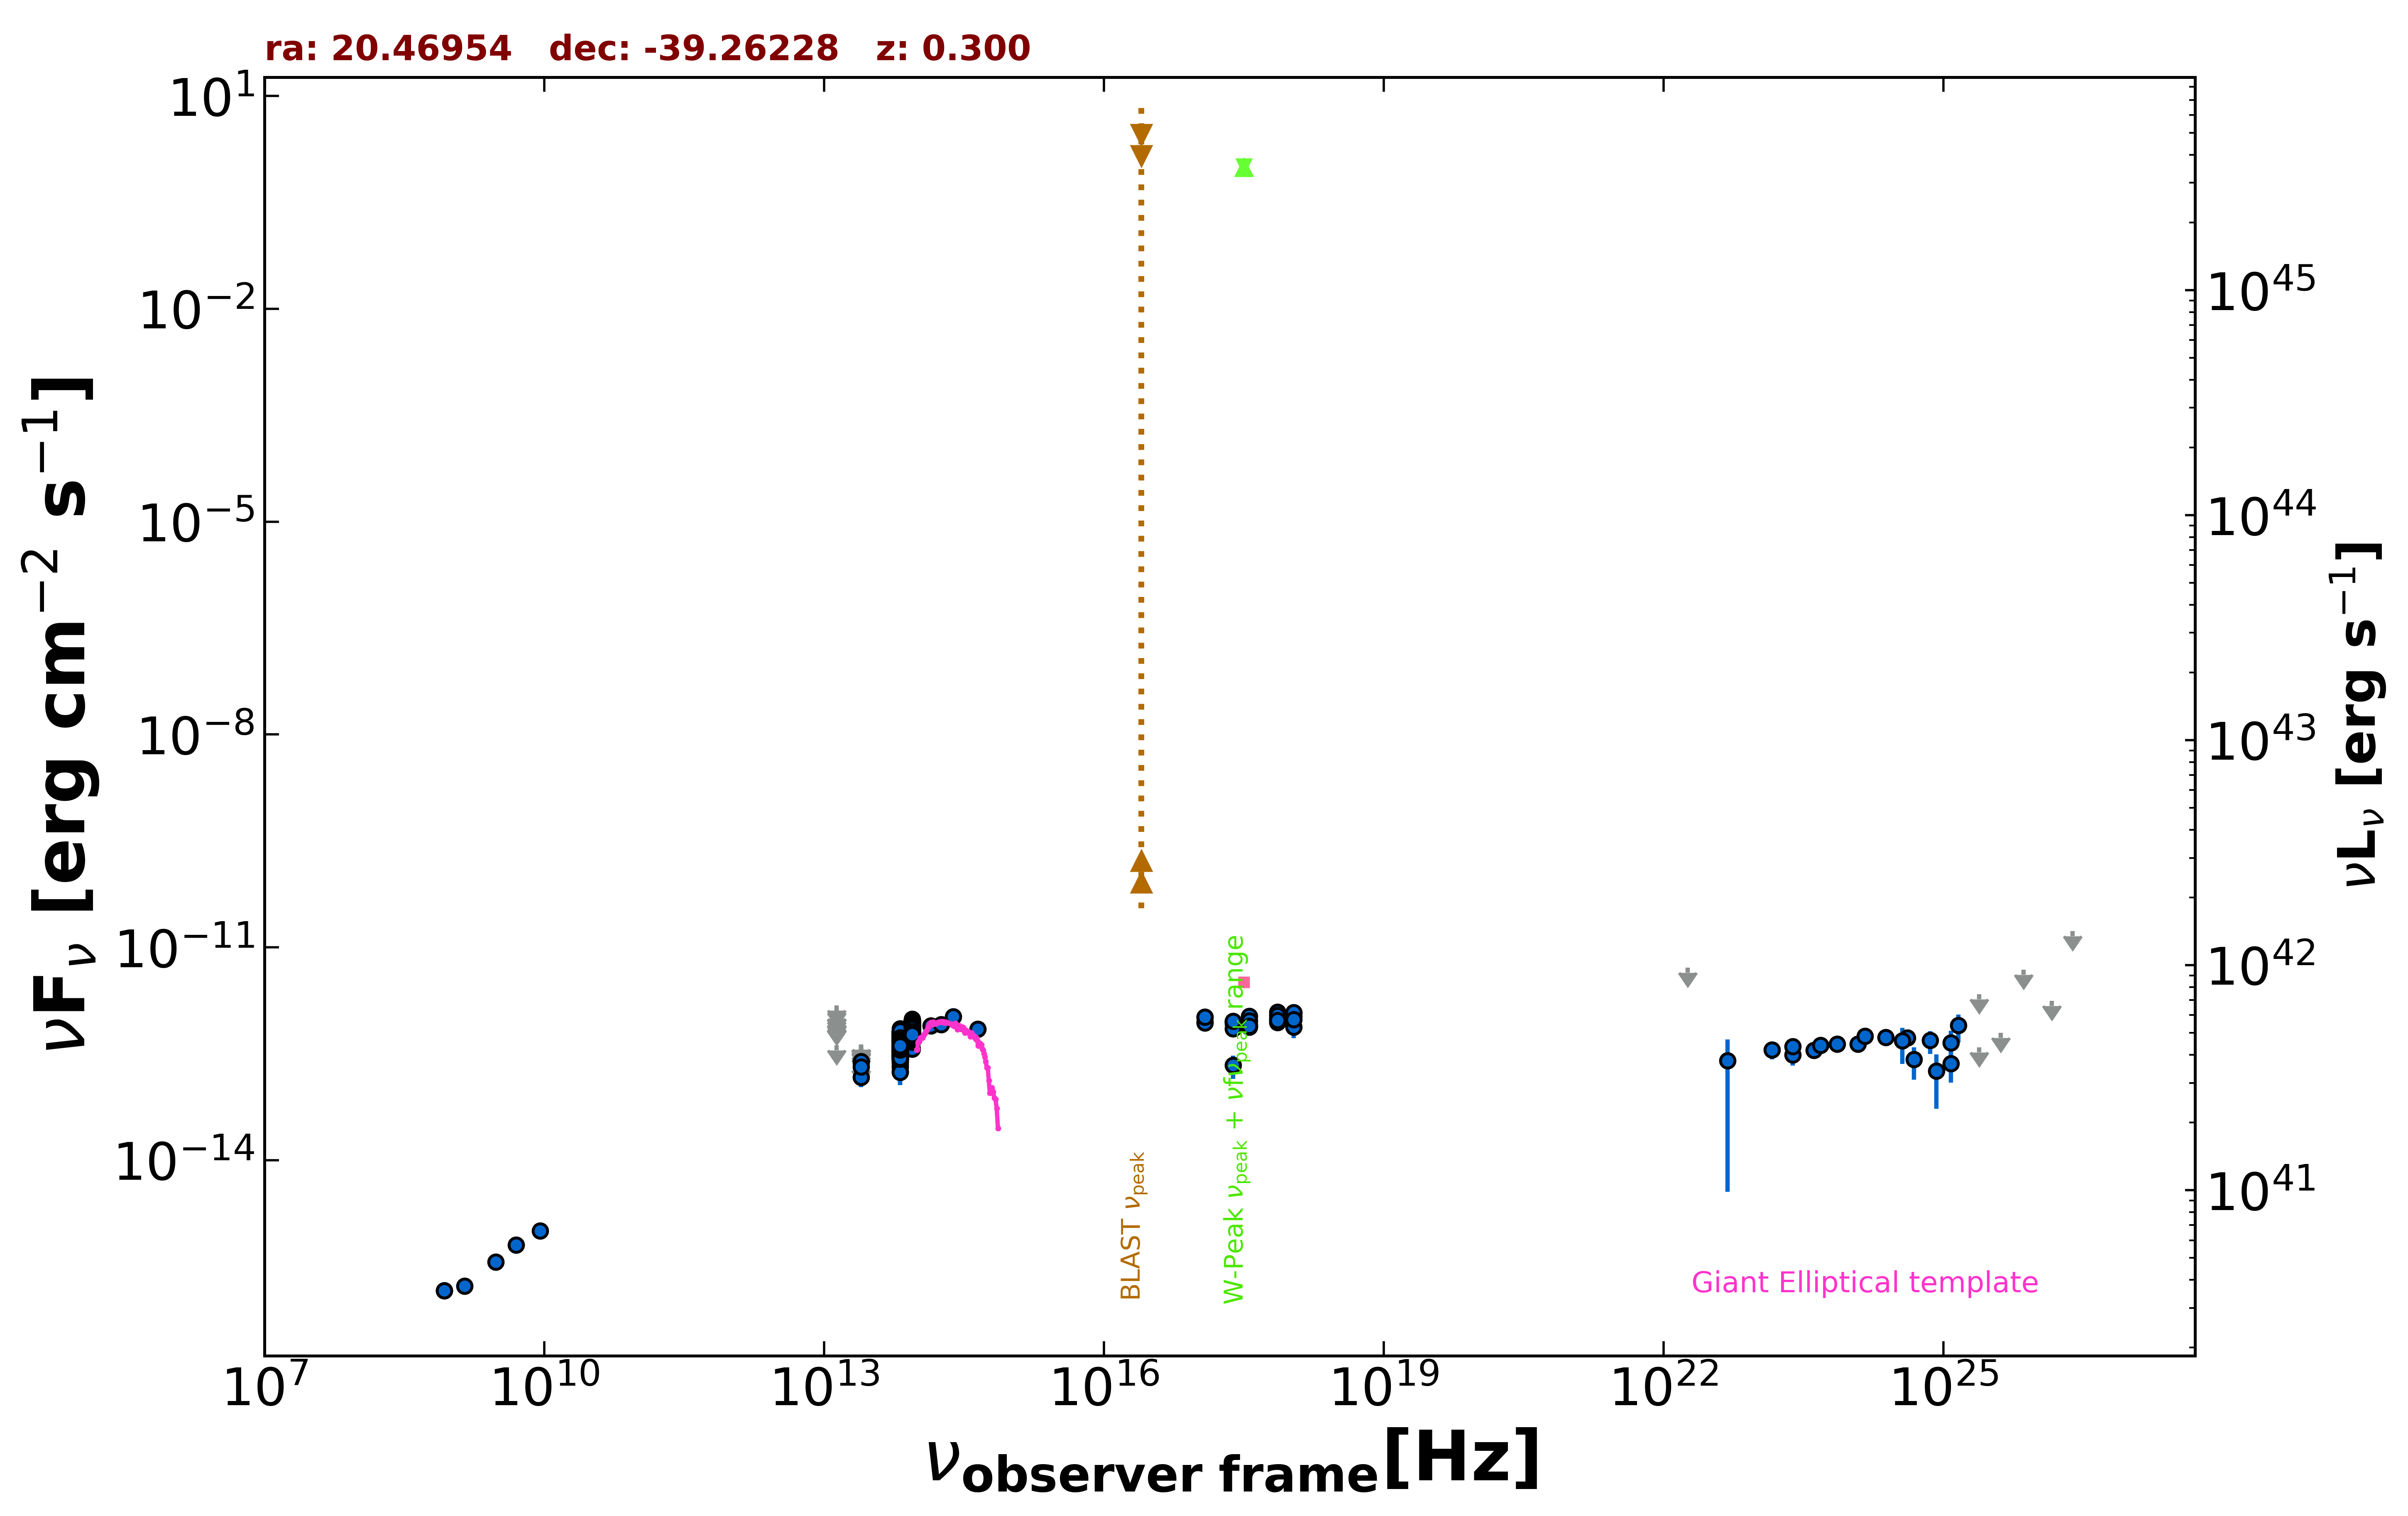 ra: 20.46954   dec: -39.26228   z: 0.300
10^1
10^−2
10^−5
10^−8
10^−11
10^−14
νF_ν [erg cm^−2 s^−1]
10^45
10^44
10^43
10^42
10^41
νL_ν [erg s^−1]
BLAST ν_peak
W-Peak ν_peak + νfν_peak range
Giant Elliptical template
10^7
10^10
10^13
10^16
10^19
10^22
10^25
ν_observer frame [Hz]